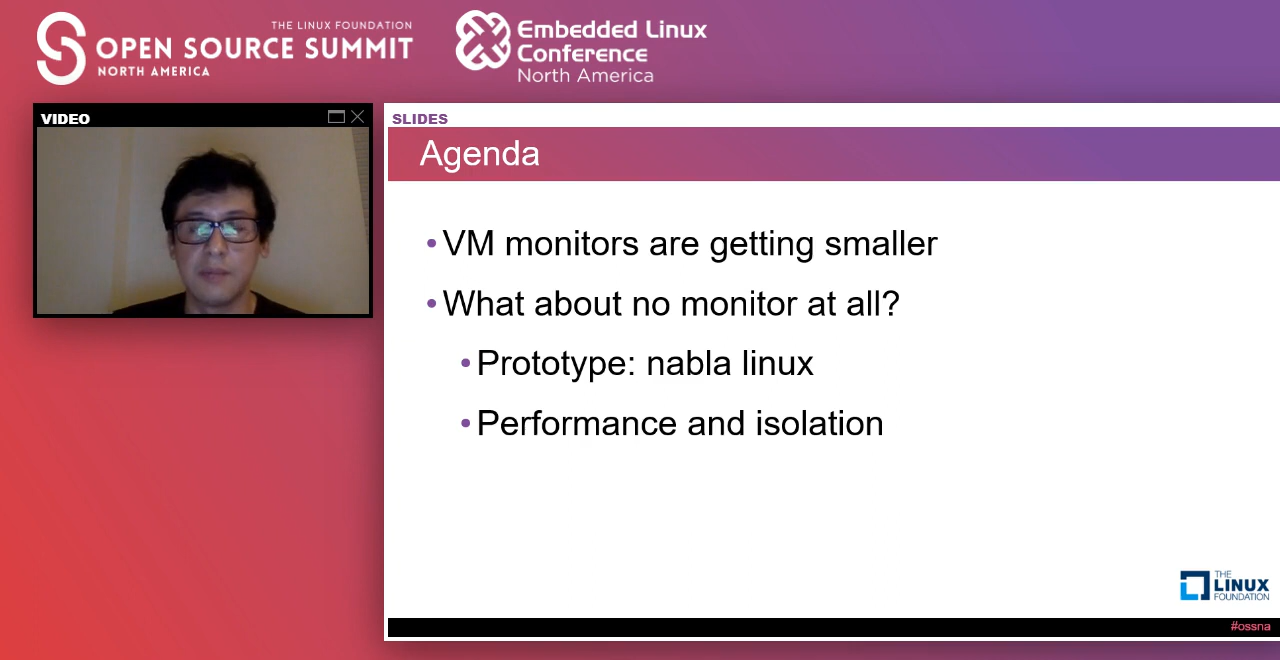 THE LINUX FOUNDATION
OPEN SOURCE SUMMIT
NORTH AMERICA
Embedded Linux
Conference
North America
VIDEO
SLIDES
Agenda
•VM monitors are getting smaller
•What about no monitor at all?
•Prototype: nabla linux
•Performance and isolation
THE
LINUX
FOUNDATION
#ossna